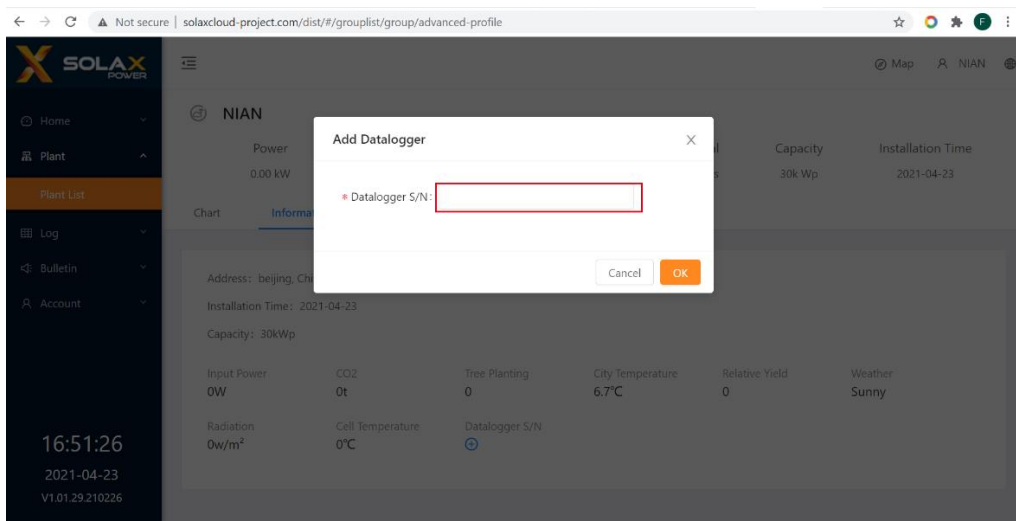 Not secure | solaxcloud-project.com/dist/#/grouplist/group/advanced-profile
F
SOLAX
POWER
Map NIAN
Home
Plant
Plant List
Log
Bulletin
Account
16:51:26
2021-04-23
V1.01.29.210226
NIAN
Power Capacity Installation Time
0.00 kW 30k Wp 2021-04-23
Chart Informa
Add Datalogger
* Datalogger S/N:
Cancel OK
Address: beijing, Chi
Installation Time: 2021-04-23
Capacity: 30kWp
Input Power CO2 Tree Planting City Temperature Relative Yield Weather
0W 0t 0 6.7℃ 0 Sunny
Radiation Cell Temperature Datalogger S/N
0w/m² 0℃